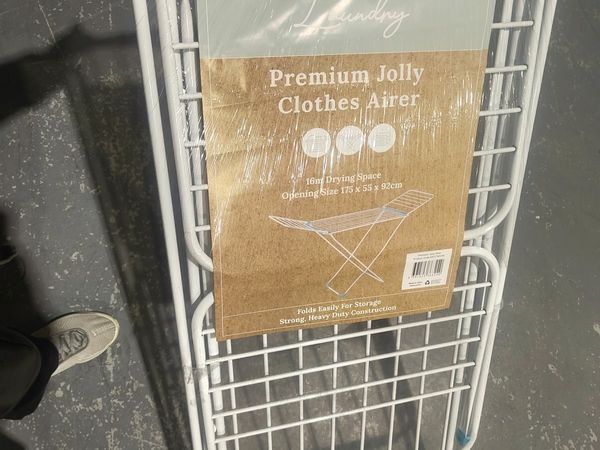 Laundry
Premium Jolly
Clothes Airer
16m Drying Space
Opening Size 175 x 55 x 92cm
Folds Easily For Storage
Strong, Heavy Duty Construction